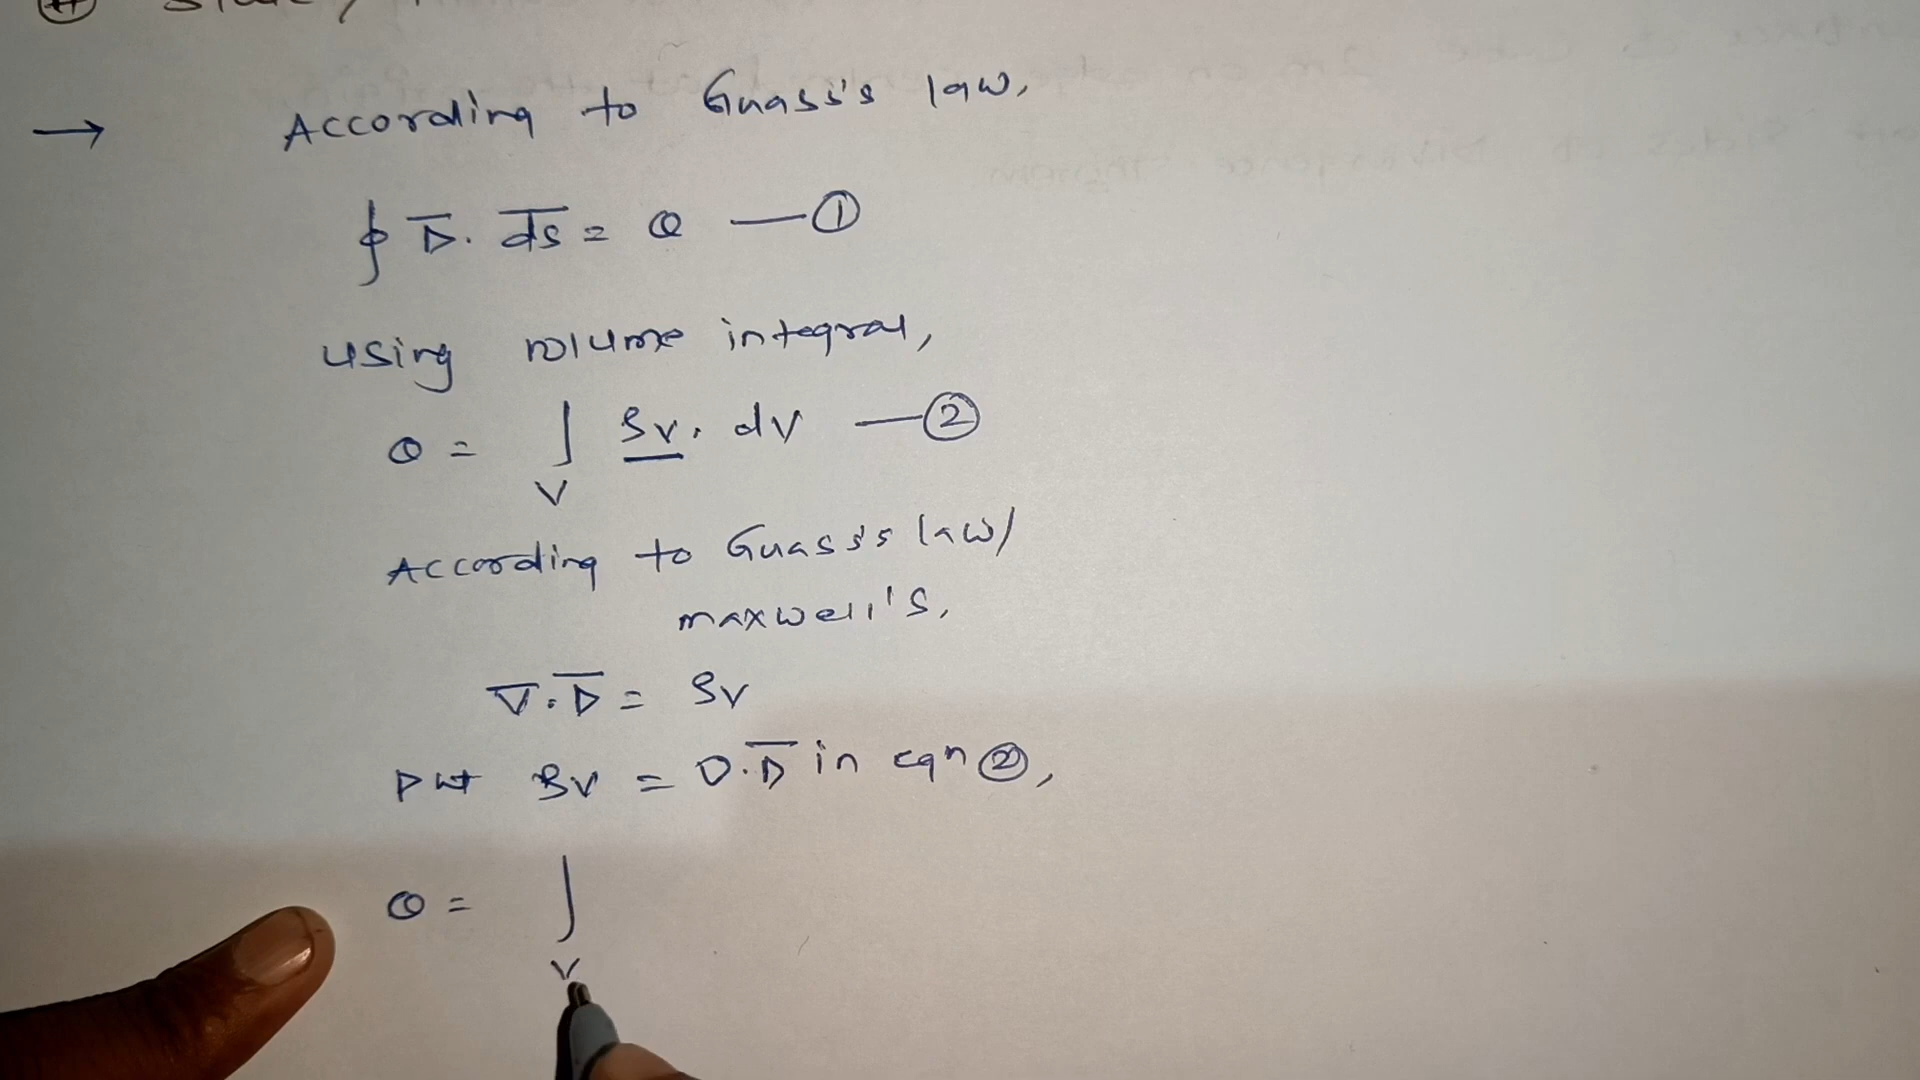 → According to Guass's law,
∮ D̅ . d̅s̅ = Q — ①
using volume integral,
Q = ∫ ρv . dv — ②
V
According to Guass's law/
maxwell's,
∇̅ . D̅ = ρv
put ρv = ∇ . D̅ in eqn ②,
Q = ∫
V